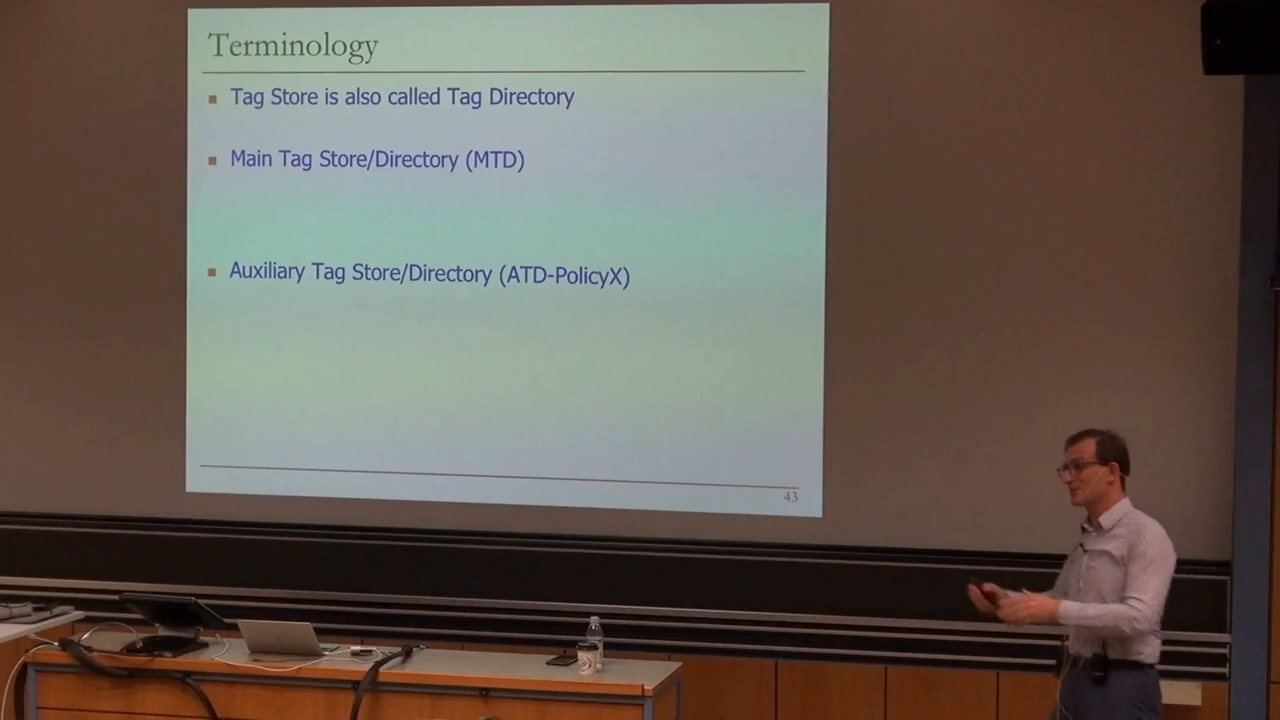 Terminology
Tag Store is also called Tag Directory
Main Tag Store/Directory (MTD)
Auxiliary Tag Store/Directory (ATD-PolicyX)
43